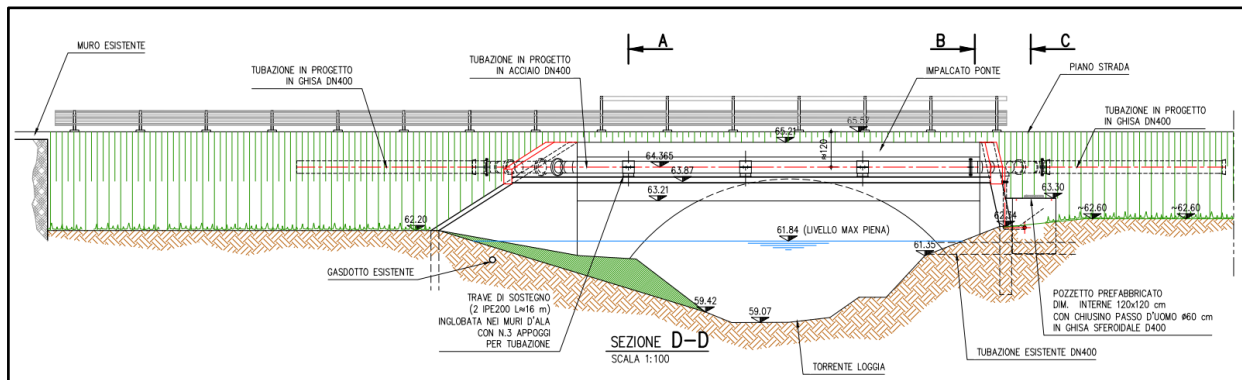 MURO ESISTENTE
TUBAZIONE IN PROGETTO
IN GHISA DN400
TUBAZIONE IN PROGETTO
IN ACCIAIO DN400
A
B
C
IMPALCATO PONTE
PIANO STRADA
TUBAZIONE IN PROGETTO
IN GHISA DN400
65.57
65.21
≈120
64.365
63.87
63.21
63.30
62.20
62.34
~62.60
~62.60
61.84 (LIVELLO MAX PIENA)
61.35
GASDOTTO ESISTENTE
59.42
59.07
TRAVE DI SOSTEGNO
(2 IPE200 L≈16 m)
INGLOBATA NEI MURI D'ALA
CON N.3 APPOGGI
PER TUBAZIONE
SEZIONE D-D
SCALA 1:100
TORRENTE LOGGIA
TUBAZIONE ESISTENTE DN400
POZZETTO PREFABBRICATO
DIM. INTERNE 120x120 cm
CON CHIUSINO PASSO D'UOMO ø60 cm
IN GHISA SFEROIDALE D400